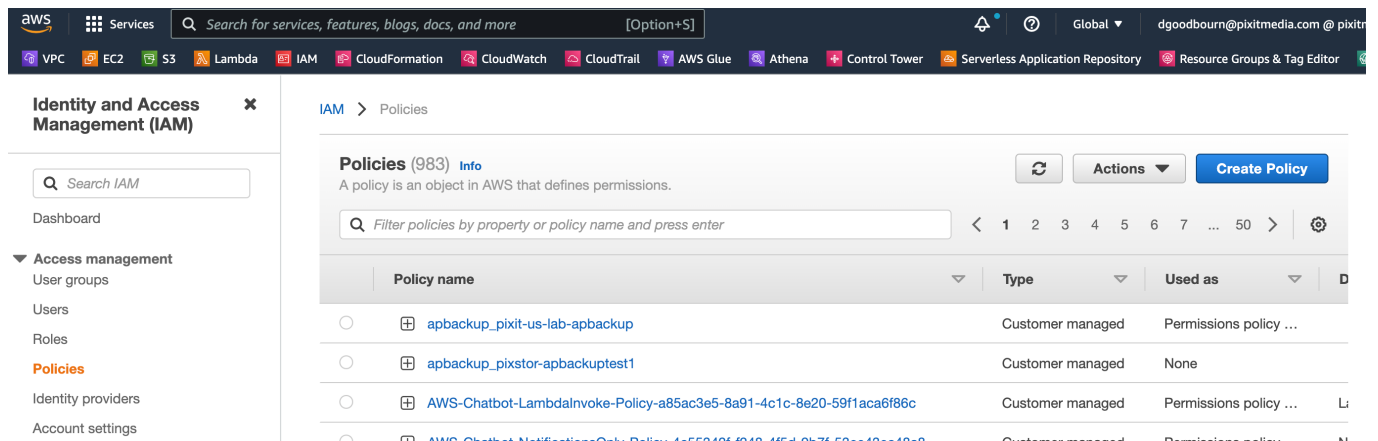 aws
Services
Search for services, features, blogs, docs, and more
[Option+S]
Global
dgoodbourn@pixitmedia.com @ pixitm
VPC
EC2
S3
Lambda
IAM
CloudFormation
CloudWatch
CloudTrail
AWS Glue
Athena
Control Tower
Serverless Application Repository
Resource Groups & Tag Editor
Identity and Access
Management (IAM)
Search IAM
Dashboard
Access management
User groups
Users
Roles
Policies
Identity providers
Account settings
IAM > Policies
Policies (983) Info
A policy is an object in AWS that defines permissions.
Actions
Create Policy
Filter policies by property or policy name and press enter
1 2 3 4 5 6 7 ... 50
Policy name Type Used as D
apbackup_pixit-us-lab-apbackup Customer managed Permissions policy ...
apbackup_pixstor-apbackuptest1 Customer managed None
AWS-Chatbot-LambdaInvoke-Policy-a85ac3e5-8a91-4c1c-8e20-59f1aca6f86c Customer managed Permissions policy ...